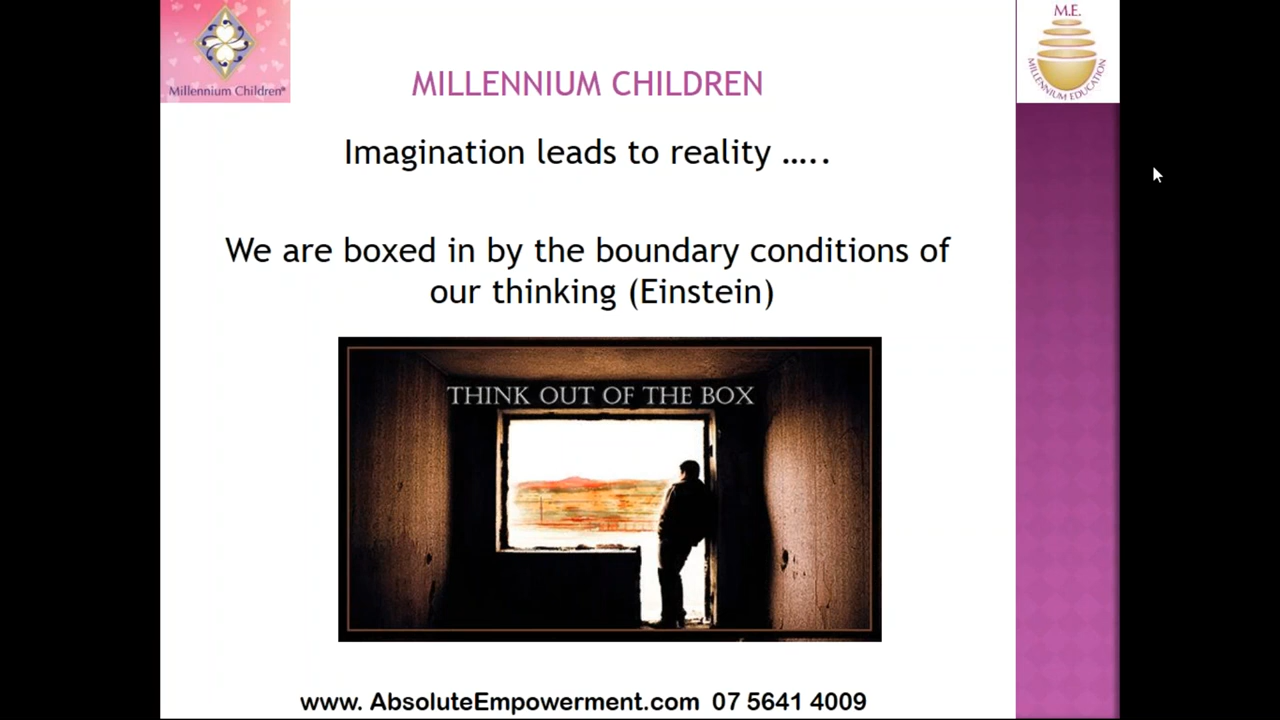 Millennium Children®
M.E.
MILLENNIUM EDUCATION
MILLENNIUM CHILDREN
Imagination leads to reality .....
We are boxed in by the boundary conditions of
our thinking (Einstein)
THINK OUT OF THE BOX
www. AbsoluteEmpowerment.com 07 5641 4009